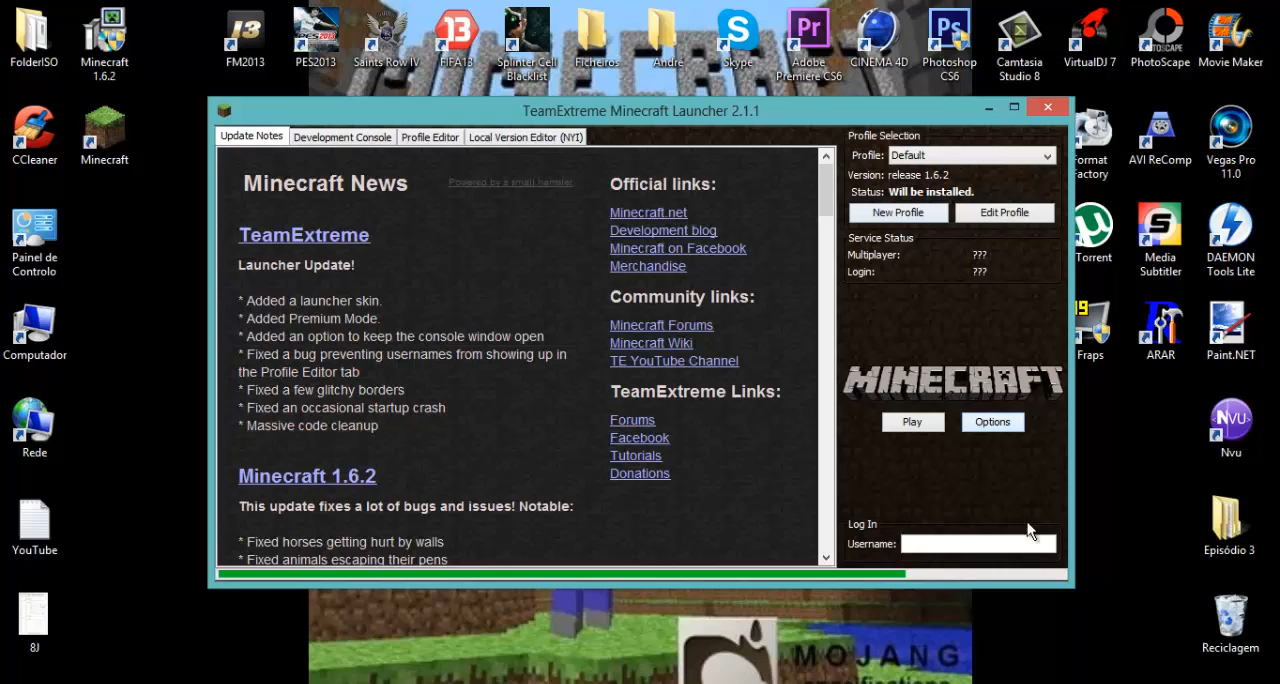 FolderISO
Minecraft
1.6.2
FM2013
PES2013
Saints Row IV
FIFA13
Splinter Cell
Blacklist
Ficheiros
André
Skype
Adobe
Premiere CS6
CINEMA 4D
Photoshop
CS6
Camtasia
Studio 8
VirtualDJ 7
PhotoScape
Movie Maker
CCleaner
Minecraft
Format
Factory
AVI ReComp
Vegas Pro
11.0
Painel de
Controlo
Torrent
Media
Subtitler
DAEMON
Tools Lite
Computador
Fraps
ARAR
Paint.NET
Rede
Nvu
YouTube
Episódio 3
8J
Reciclagem
TeamExtreme Minecraft Launcher 2.1.1
Update Notes
Development Console
Profile Editor
Local Version Editor (NYI)
Minecraft News
Powered by a small hamster
TeamExtreme
Launcher Update!
* Added a launcher skin.
* Added Premium Mode.
* Added an option to keep the console window open
* Fixed a bug preventing usernames from showing up in
the Profile Editor tab
* Fixed a few glitchy borders
* Fixed an occasional startup crash
* Massive code cleanup
Minecraft 1.6.2
This update fixes a lot of bugs and issues! Notable:
* Fixed horses getting hurt by walls
* Fixed animals escaping their pens
Official links:
Minecraft.net
Development blog
Minecraft on Facebook
Merchandise
Community links:
Minecraft Forums
Minecraft Wiki
TE YouTube Channel
TeamExtreme Links:
Forums
Facebook
Tutorials
Donations
Profile Selection
Profile: Default
Version: release 1.6.2
Status: Will be installed.
New Profile
Edit Profile
Service Status
Multiplayer: ???
Login: ???
MINECRAFT
Play
Options
Log In
Username:
MOJANG